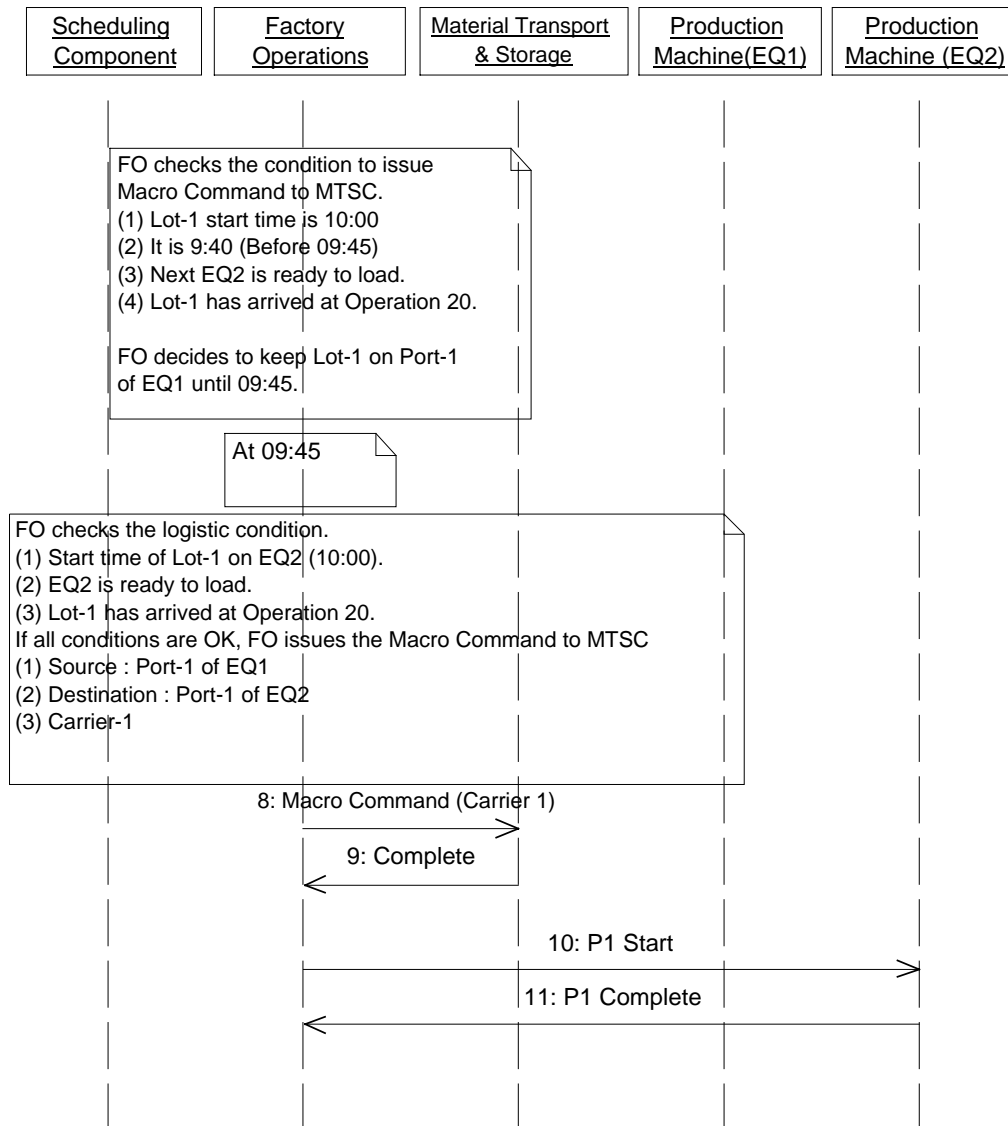 Scheduling
Component
Factory
Operations
Material Transport
& Storage
Production
Machine(EQ1)
Production
Machine (EQ2)
FO checks the condition to issue
Macro Command to MTSC.
(1) Lot-1 start time is 10:00
(2) It is 9:40 (Before 09:45)
(3) Next EQ2 is ready to load.
(4) Lot-1 has arrived at Operation 20.
FO decides to keep Lot-1 on Port-1
of EQ1 until 09:45.
At 09:45
FO checks the logistic condition.
(1) Start time of Lot-1 on EQ2 (10:00).
(2) EQ2 is ready to load.
(3) Lot-1 has arrived at Operation 20.
If all conditions are OK, FO issues the Macro Command to MTSC
(1) Source : Port-1 of EQ1
(2) Destination : Port-1 of EQ2
(3) Carrier-1
8: Macro Command (Carrier 1)
9: Complete
10: P1 Start
11: P1 Complete